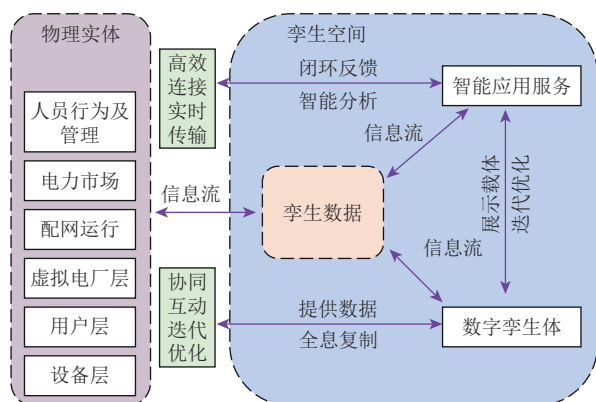 物理实体
人员行为及
管理
电力市场
配网运行
虚拟电厂层
用户层
设备层
高效
连接
实时
传输
信息流
协同
互动
迭代
优化
孪生空间
闭环反馈
智能分析
智能应用服务
信息流
孪生数据
展示载体
迭代优化
信息流
提供数据
全息复制
数字孪生体